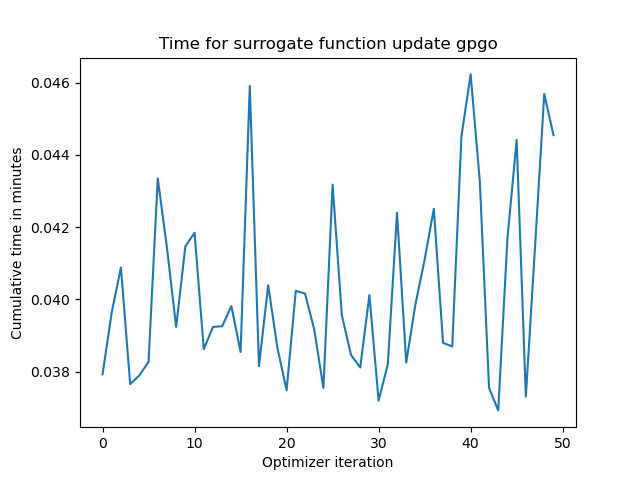 Time for surrogate function update gpgo
Cumulative time in minutes
0.046
0.044
0.042
0.040
0.038
0 10 20 30 40 50
Optimizer iteration